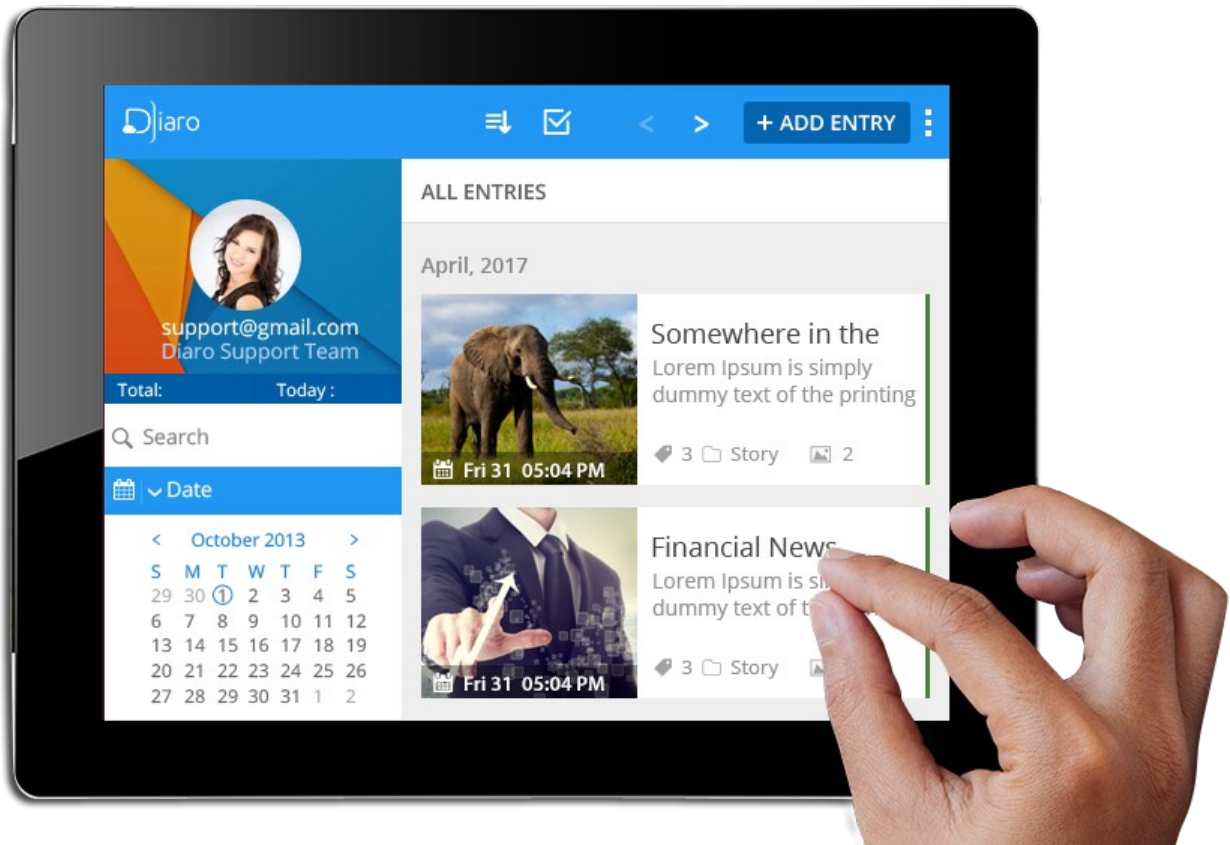 Diaro
+ ADD ENTRY
support@gmail.com
Diaro Support Team
Total: Today :
Search
Date
< October 2013 >
S M T W T F S
29 30 1 2 3 4 5
6 7 8 9 10 11 12
13 14 15 16 17 18 19
20 21 22 23 24 25 26
27 28 29 30 31 1 2
ALL ENTRIES
April, 2017
Somewhere in the
Lorem Ipsum is simply
dummy text of the printing
3 Story 2
Fri 31 05:04 PM
Financial News
Lorem Ipsum is
dummy text of
3 Story
Fri 31 05:04 PM